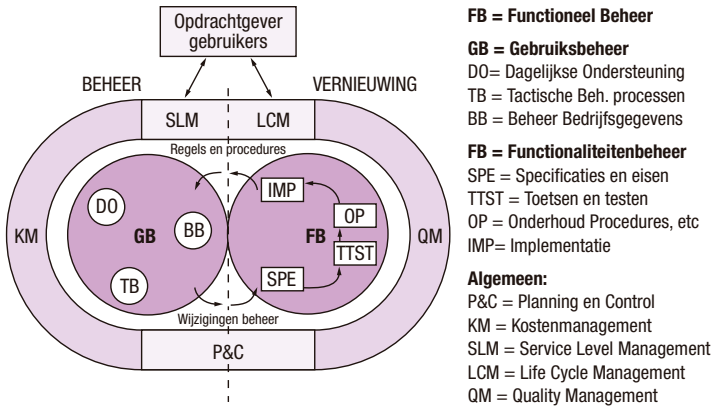 Opdrachtgever
gebruikers
BEHEER
VERNIEUWING
SLM
LCM
Regels en procedures
IMP
DO
OP
KM
GB
BB
FB
QM
TTST
TB
SPE
Wijzigingen beheer
P&C
FB = Functioneel Beheer
GB = Gebruiksbeheer
DO= Dagelijkse Ondersteuning
TB = Tactische Beh. processen
BB = Beheer Bedrijfsgegevens
FB = Functionaliteitenbeheer
SPE = Specificaties en eisen
TTST = Toetsen en testen
OP = Onderhoud Procedures, etc
IMP= Implementatie
Algemeen:
P&C = Planning en Control
KM = Kostenmanagement
SLM = Service Level Management
LCM = Life Cycle Management
QM = Quality Management